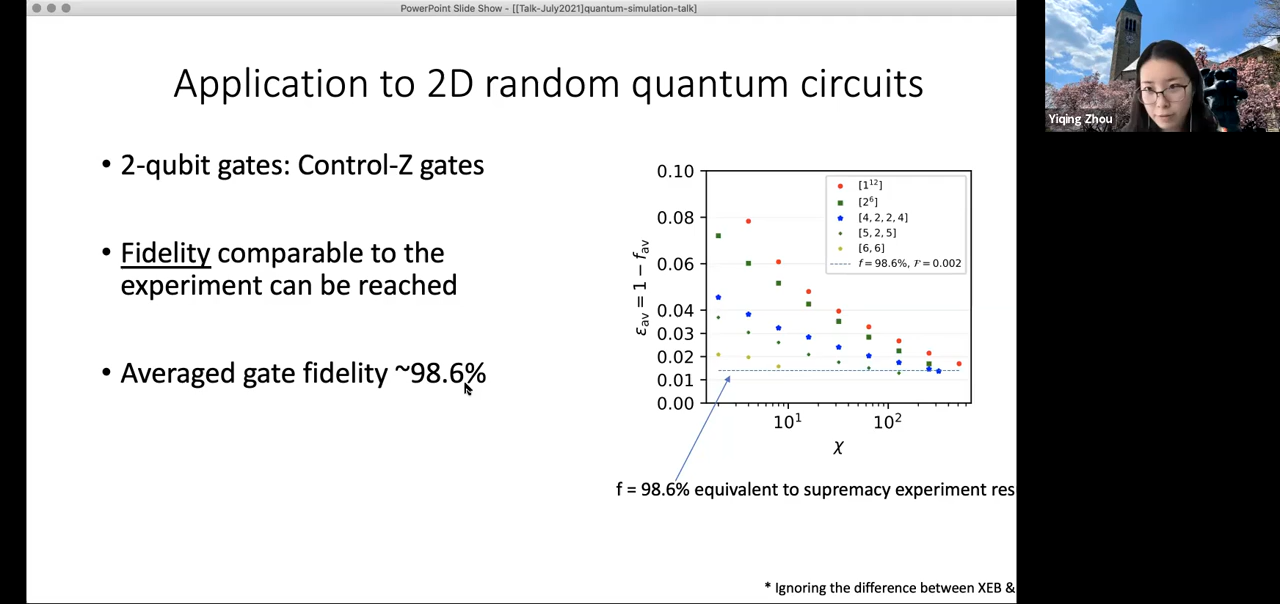 PowerPoint Slide Show - [[Talk-July2021]quantum-simulation-talk]
Application to 2D random quantum circuits
• 2-qubit gates: Control-Z gates
• Fidelity comparable to the
experiment can be reached
• Averaged gate fidelity ~98.6%
0.10
0.08
0.06
0.04
0.03
0.02
0.01
0.00
εav = 1 − fav
[1¹²]
[2⁶]
[4, 2, 2, 4]
[5, 2, 5]
[6, 6]
f = 98.6%, ℱ = 0.002
10¹ 10²
χ
f = 98.6% equivalent to supremacy experiment res
* Ignoring the difference between XEB &
Yiqing Zhou